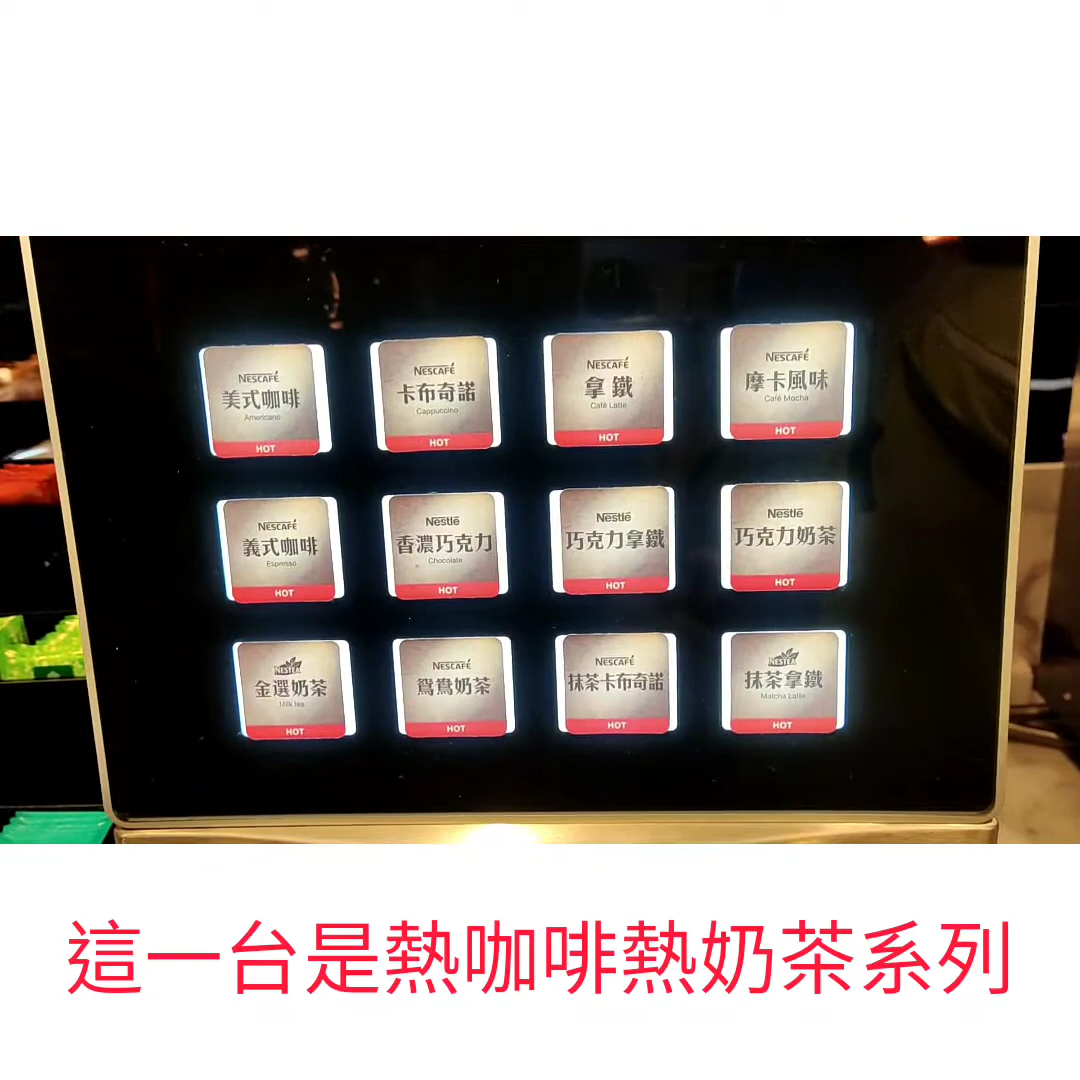 NESCAFÉ
美式咖啡
Americano
HOT
NESCAFÉ
卡布奇諾
Cappuccino
HOT
NESCAFÉ
拿鐵
Café Latte
HOT
NESCAFÉ
摩卡風味
Café Mocha
HOT
NESCAFÉ
義式咖啡
Espresso
HOT
Nestlé
香濃巧克力
Chocolate
HOT
Nestlé
巧克力拿鐵
HOT
Nestlé
巧克力奶茶
HOT
NESTEA
金選奶茶
Milk tea
HOT
NESCAFÉ
鴛鴦奶茶
HOT
NESCAFÉ
抹茶卡布奇諾
HOT
NESTEA
抹茶拿鐵
Matcha Latte
HOT
這一台是熱咖啡熱奶茶系列